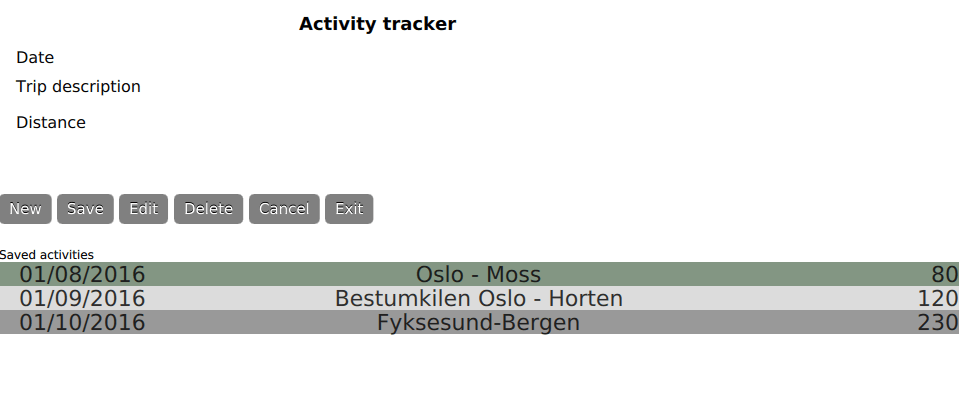 Activity tracker
Date
Trip description
Distance
New Save Edit Delete Cancel Exit
Saved activities
01/08/2016 Oslo - Moss 80
01/09/2016 Bestumkilen Oslo - Horten 120
01/10/2016 Fyksesund-Bergen 230